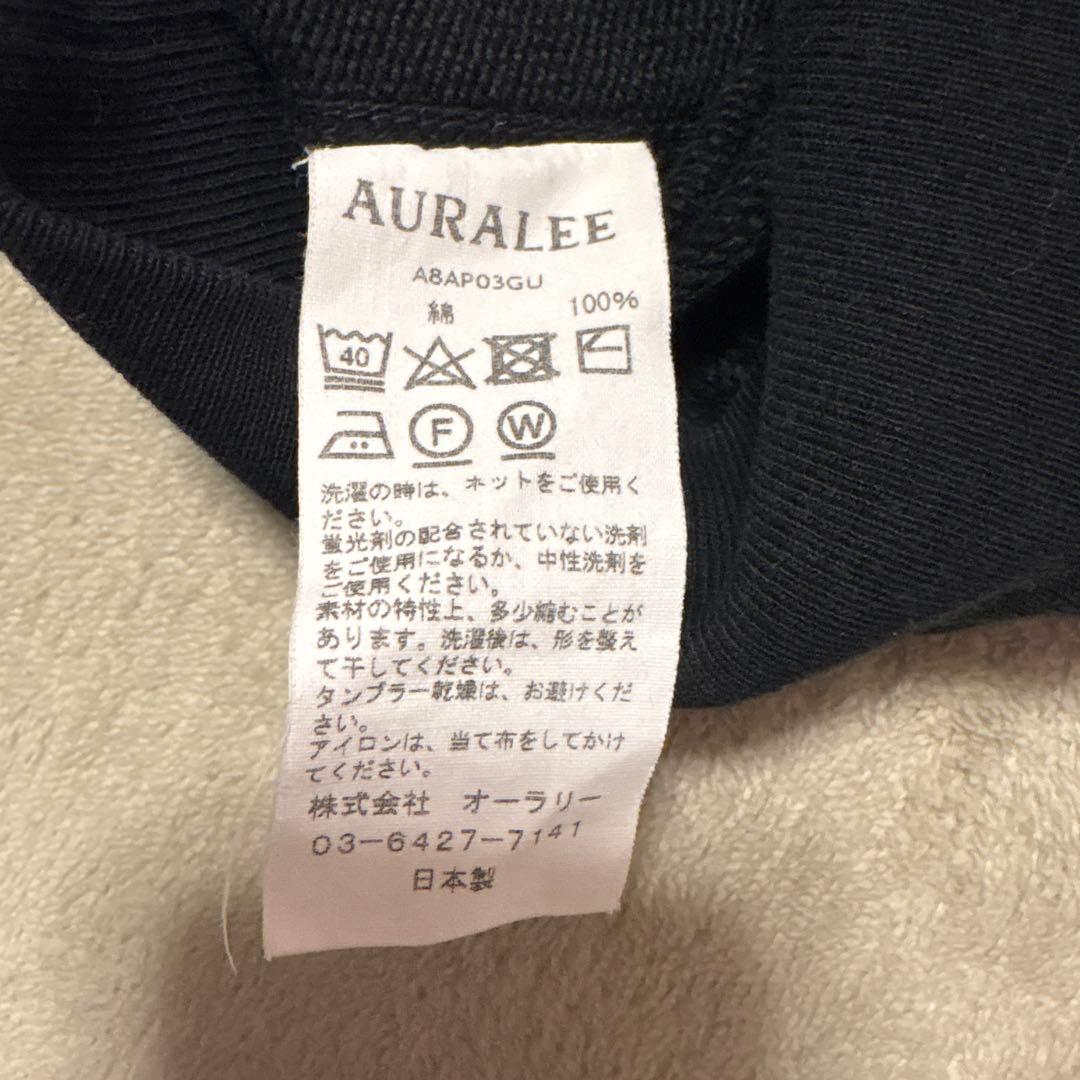 AURALEE
A8AP03GU
綿 100%
40
F W
洗濯の時は、ネットをご使用く
ださい。
蛍光剤の配合されていない洗剤
をご使用になるか、中性洗剤を
ご使用ください。
素材の特性上、多少縮むことが
あります。洗濯後は、形を整え
て干してください。
タンブラー乾燥は、お避けくだ
さい。
アイロンは、当て布をしてかけ
てください。
株式会社 オーラリー
03-6427-7141
日本製